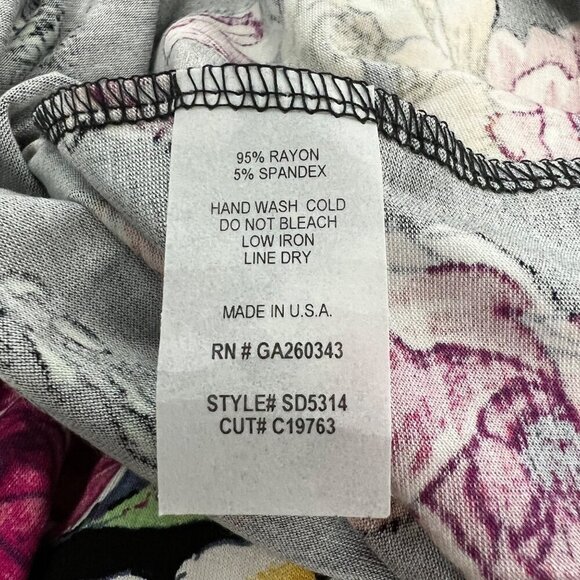 95% RAYON
5% SPANDEX
HAND WASH COLD
DO NOT BLEACH
LOW IRON
LINE DRY
MADE IN U.S.A.
RN # GA260343
STYLE# SD5314
CUT# C19763